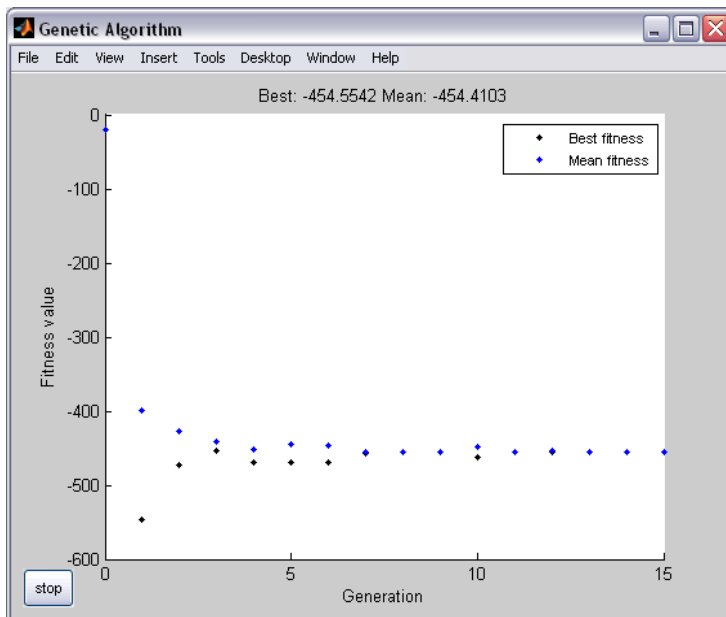 Genetic Algorithm
File Edit View Insert Tools Desktop Window Help
Best: -454.5542 Mean: -454.4103
Best fitness
Mean fitness
0
-100
-200
-300
-400
-500
-600
Fitness value
0 5 10 15
Generation
stop